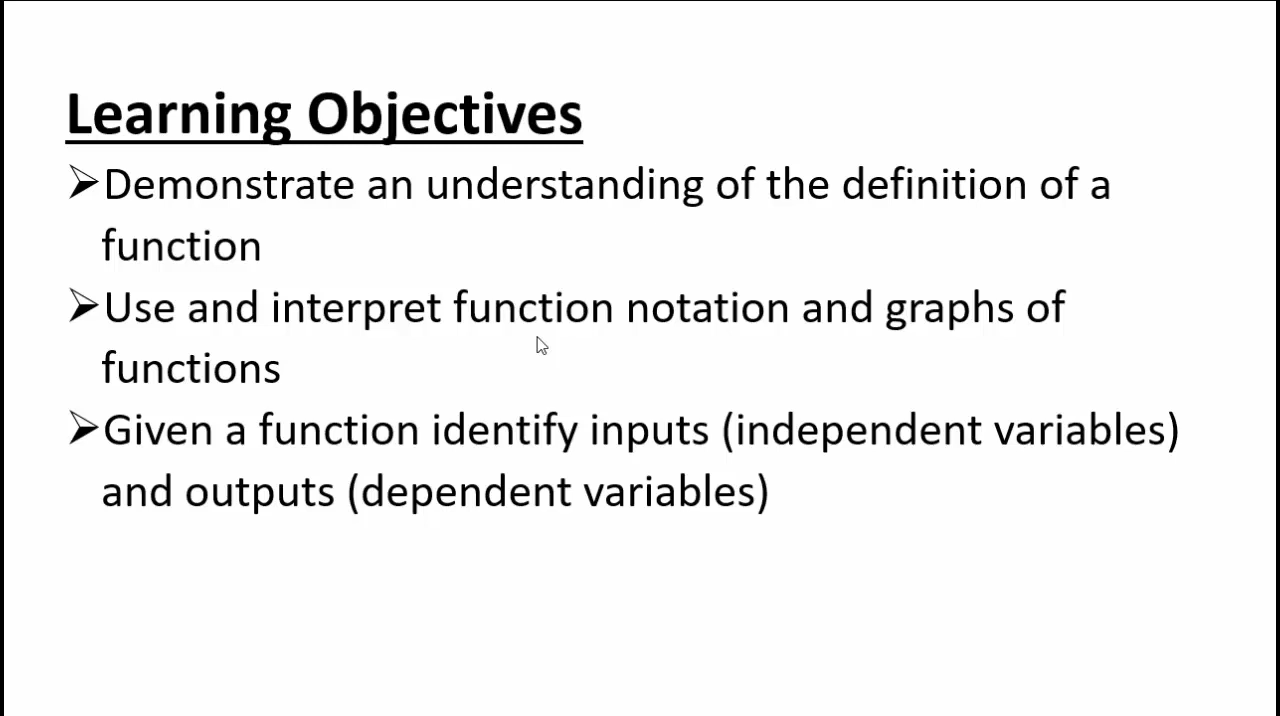 Learning Objectives
➢Demonstrate an understanding of the definition of a
function
➢Use and interpret function notation and graphs of
functions
➢Given a function identify inputs (independent variables)
and outputs (dependent variables)